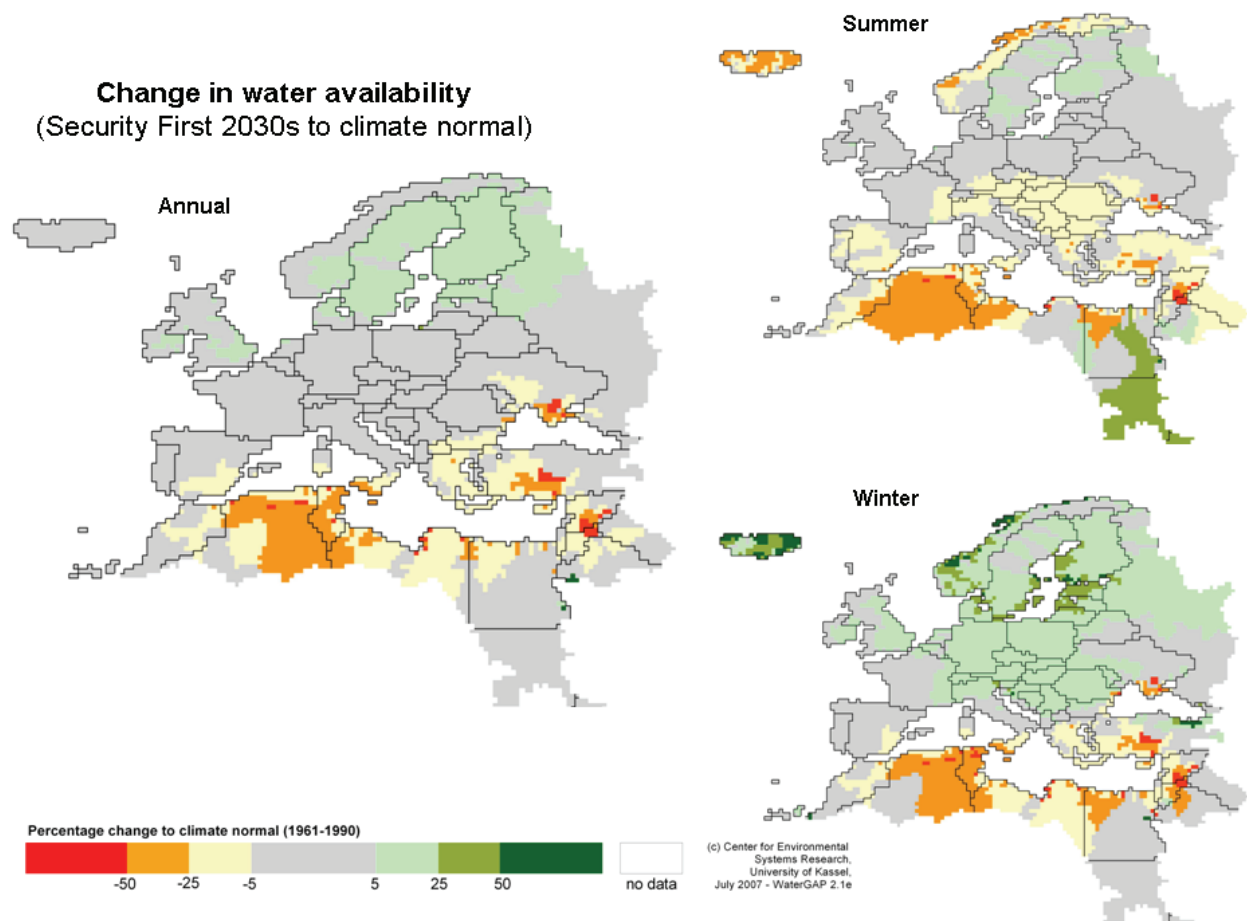 Change in water availability
(Security First 2030s to climate normal)
Annual
Summer
Winter
Percentage change to climate normal (1961-1990)
-50
-25
-5
5
25
50
no data
(c) Center for Environmental
Systems Research,
University of Kassel,
July 2007 - WaterGAP 2.1e